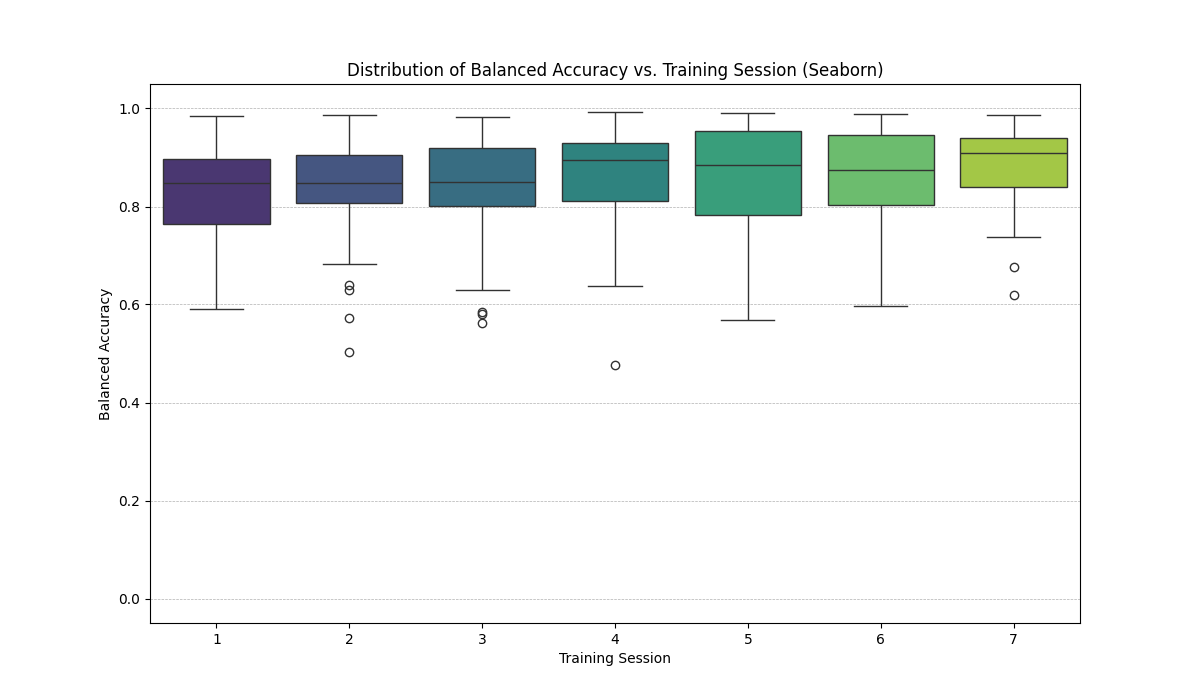 Distribution of Balanced Accuracy vs. Training Session (Seaborn)
Balanced Accuracy
1.0
0.8
0.6
0.4
0.2
0.0
1 2 3 4 5 6 7
Training Session